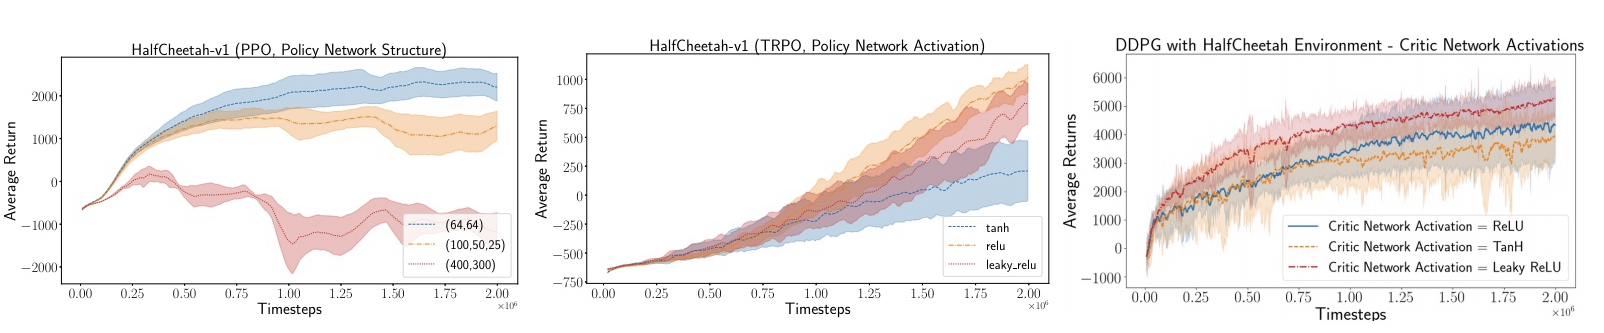 HalfCheetah-v1 (PPO, Policy Network Structure)
Average Return
2000
1000
0
−1000
−2000
(64,64)
(100,50,25)
(400,300)
0.00 0.25 0.50 0.75 1.00 1.25 1.50 1.75 2.00
×10⁶
Timesteps
HalfCheetah-v1 (TRPO, Policy Network Activation)
Average Return
1000
750
500
250
0
−250
−500
−750
tanh
relu
leaky_relu
0.00 0.25 0.50 0.75 1.00 1.25 1.50 1.75 2.00
×10⁶
Timesteps
DDPG with HalfCheetah Environment - Critic Network Activations
Average Returns
6000
5000
4000
3000
2000
1000
0
−1000
Critic Network Activation = ReLU
Critic Network Activation = TanH
Critic Network Activation = Leaky ReLU
0.00 0.25 0.50 0.75 1.00 1.25 1.50 1.75 2.00
×10⁶
Timesteps